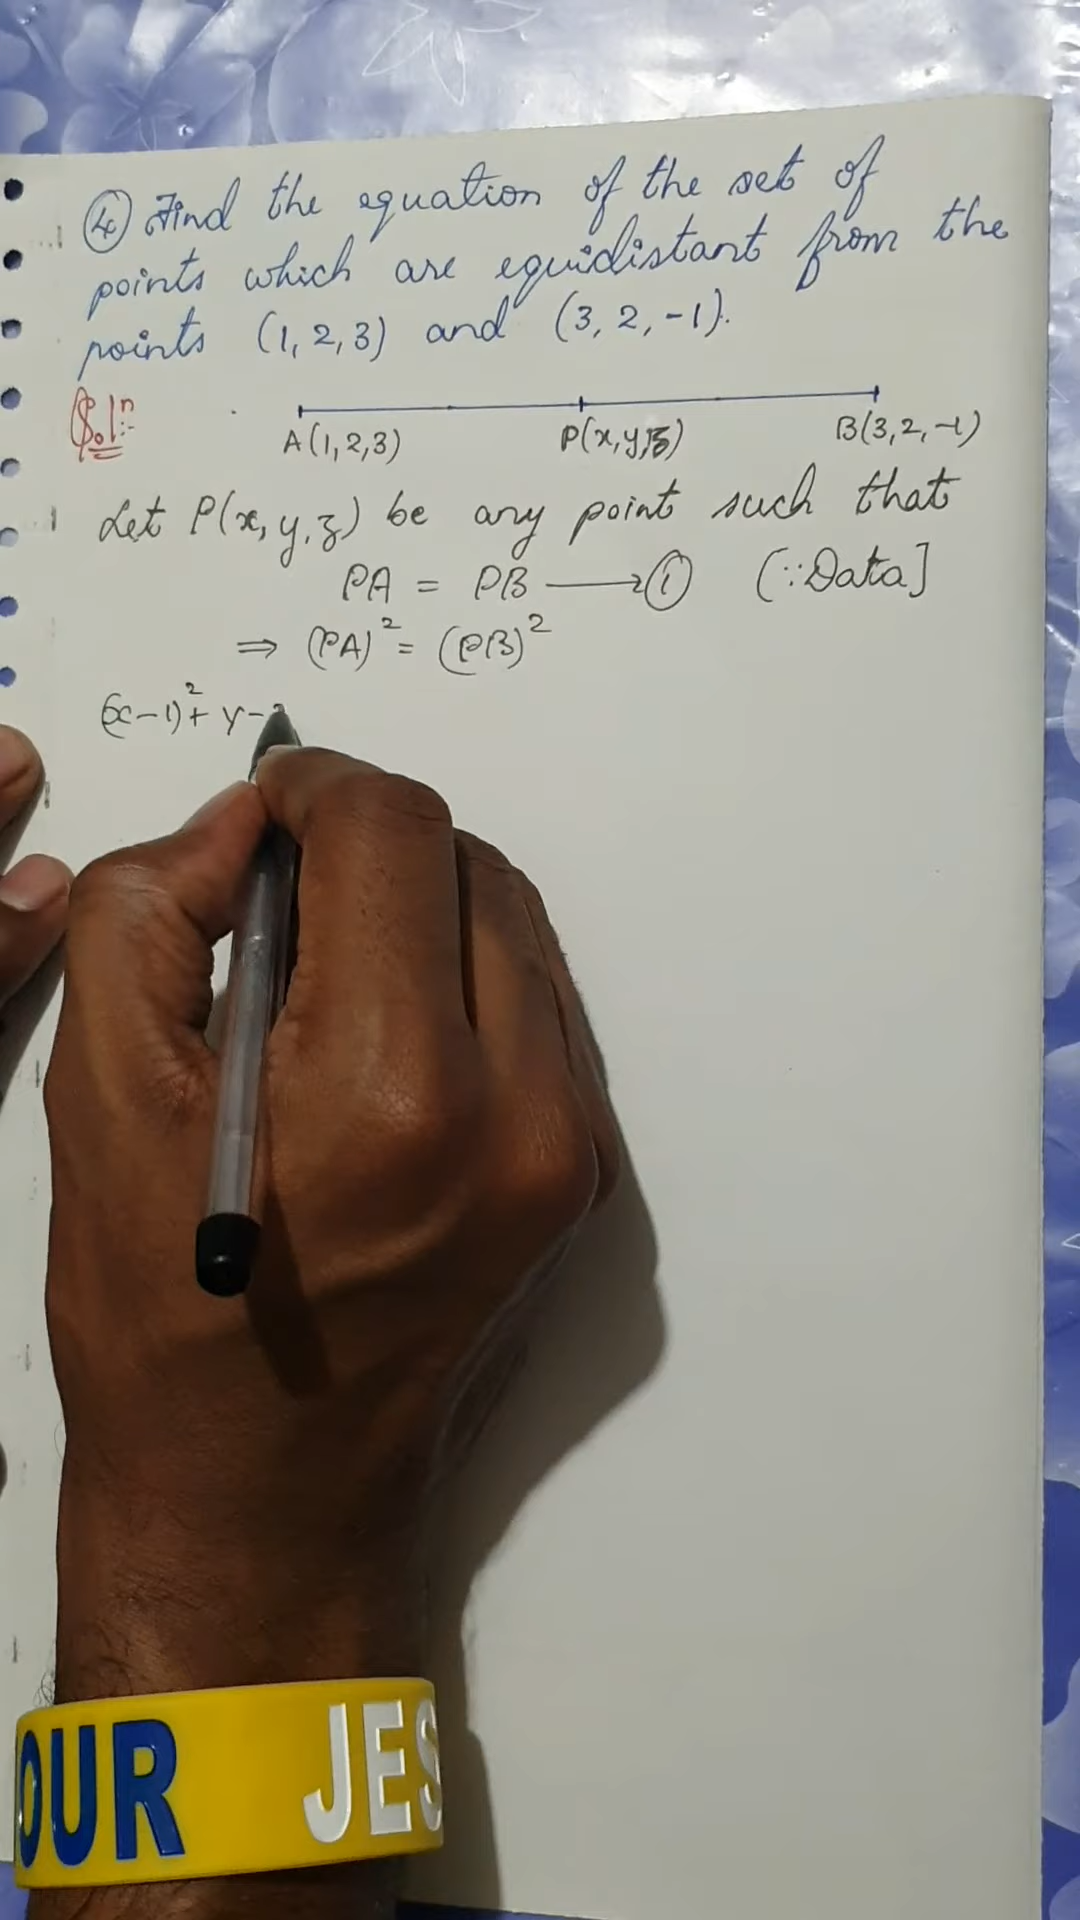 ④ Find the equation of the set of
points which are equidistant from the
points (1, 2, 3) and (3, 2, -1).
Solⁿ:-
A(1, 2, 3) P(x, y, z) B(3, 2, -1)
Let P(x, y, z) be any point such that
PA = PB ⟶ ① (∵Data]
⇒ (PA)² = (PB)²
(x-1)² + y-
OUR JES